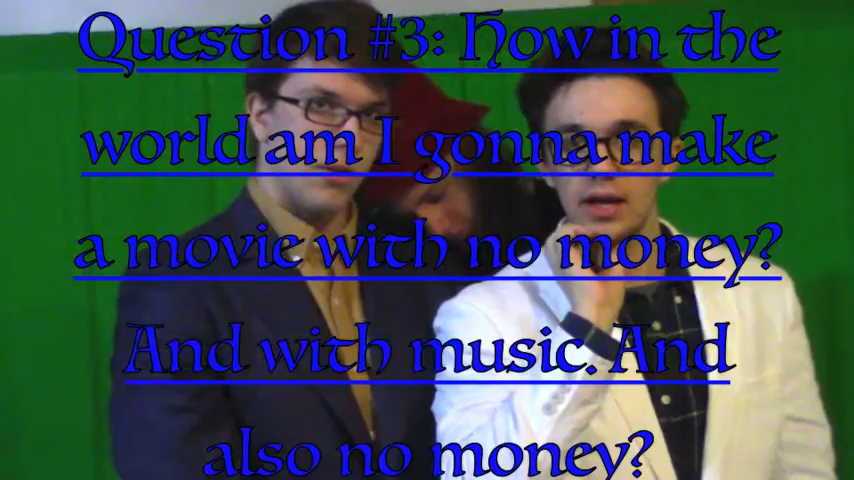 Question #3: How in the
world am I gonna make
a movie with no money?
And with music. And
also no money?